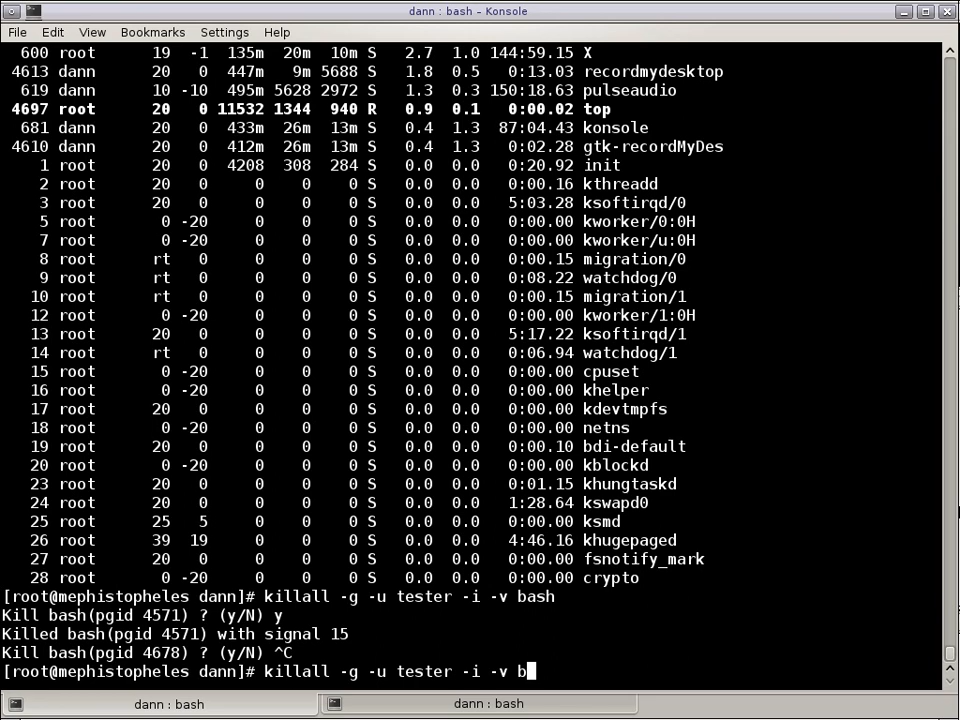 dann : bash - Konsole
File Edit View Bookmarks Settings Help
600 root 19 -1 135m 20m 10m S 2.7 1.0 144:59.15 X
4613 dann 20 0 447m 9m 5688 S 1.8 0.5 0:13.03 recordmydesktop
619 dann 10 -10 495m 5628 2972 S 1.3 0.3 150:18.63 pulseaudio
4697 root 20 0 11532 1344 940 R 0.9 0.1 0:00.02 top
681 dann 20 0 433m 26m 13m S 0.4 1.3 87:04.43 konsole
4610 dann 20 0 412m 26m 13m S 0.4 1.3 0:02.28 gtk-recordMyDes
1 root 20 0 4208 308 284 S 0.0 0.0 0:20.92 init
2 root 20 0 0 0 0 S 0.0 0.0 0:00.16 kthreadd
3 root 20 0 0 0 0 S 0.0 0.0 5:03.28 ksoftirqd/0
5 root 0 -20 0 0 0 S 0.0 0.0 0:00.00 kworker/0:0H
7 root 0 -20 0 0 0 S 0.0 0.0 0:00.00 kworker/u:0H
8 root rt 0 0 0 0 S 0.0 0.0 0:00.15 migration/0
9 root rt 0 0 0 0 S 0.0 0.0 0:08.22 watchdog/0
10 root rt 0 0 0 0 S 0.0 0.0 0:00.15 migration/1
12 root 0 -20 0 0 0 S 0.0 0.0 0:00.00 kworker/1:0H
13 root 20 0 0 0 0 S 0.0 0.0 5:17.22 ksoftirqd/1
14 root rt 0 0 0 0 S 0.0 0.0 0:06.94 watchdog/1
15 root 0 -20 0 0 0 S 0.0 0.0 0:00.00 cpuset
16 root 0 -20 0 0 0 S 0.0 0.0 0:00.00 khelper
17 root 20 0 0 0 0 S 0.0 0.0 0:00.00 kdevtmpfs
18 root 0 -20 0 0 0 S 0.0 0.0 0:00.00 netns
19 root 20 0 0 0 0 S 0.0 0.0 0:00.10 bdi-default
20 root 0 -20 0 0 0 S 0.0 0.0 0:00.00 kblockd
23 root 20 0 0 0 0 S 0.0 0.0 0:01.15 khungtaskd
24 root 20 0 0 0 0 S 0.0 0.0 1:28.64 kswapd0
25 root 25 5 0 0 0 S 0.0 0.0 0:00.00 ksmd
26 root 39 19 0 0 0 S 0.0 0.0 4:46.16 khugepaged
27 root 20 0 0 0 0 S 0.0 0.0 0:00.00 fsnotify_mark
28 root 0 -20 0 0 0 S 0.0 0.0 0:00.00 crypto
[root@mephistopheles dann]# killall -g -u tester -i -v bash
Kill bash(pgid 4571) ? (y/N) y
Killed bash(pgid 4571) with signal 15
Kill bash(pgid 4678) ? (y/N) ^C
[root@mephistopheles dann]# killall -g -u tester -i -v b
dann : bash dann : bash